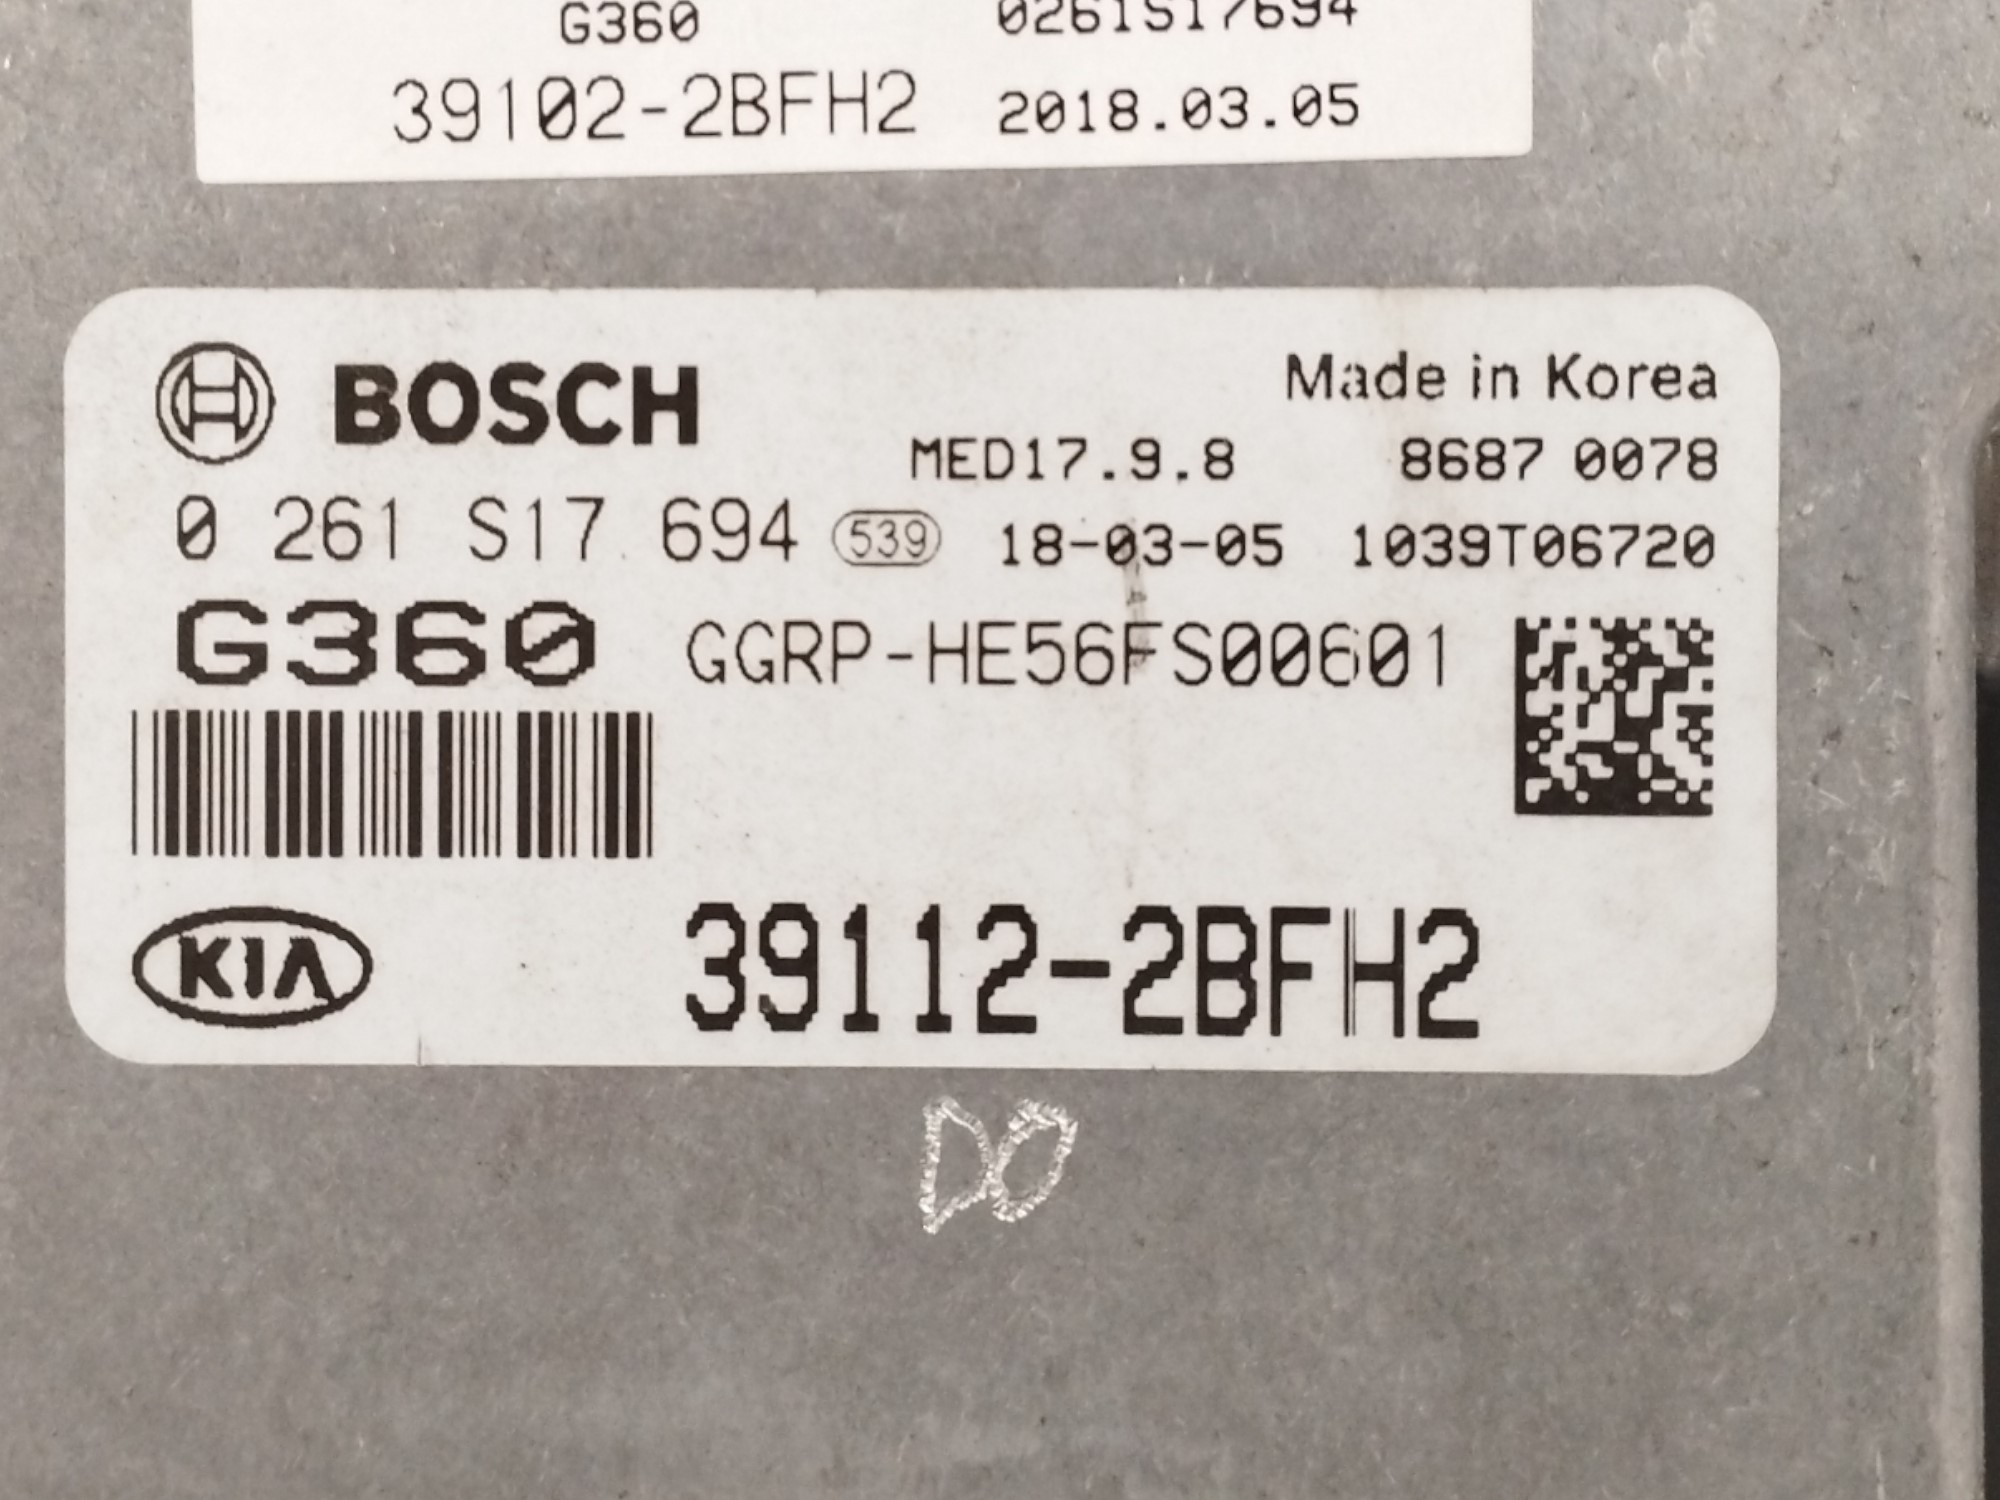 G360 0261S17694
39102-2BFH2 2018.03.05
BOSCH
Made in Korea
MED17.9.8 8687 0078
0 261 S17 694 539 18-03-05 1039T06720
G360 GGRP-HE56FS00601
KIA 39112-2BFH2
DO